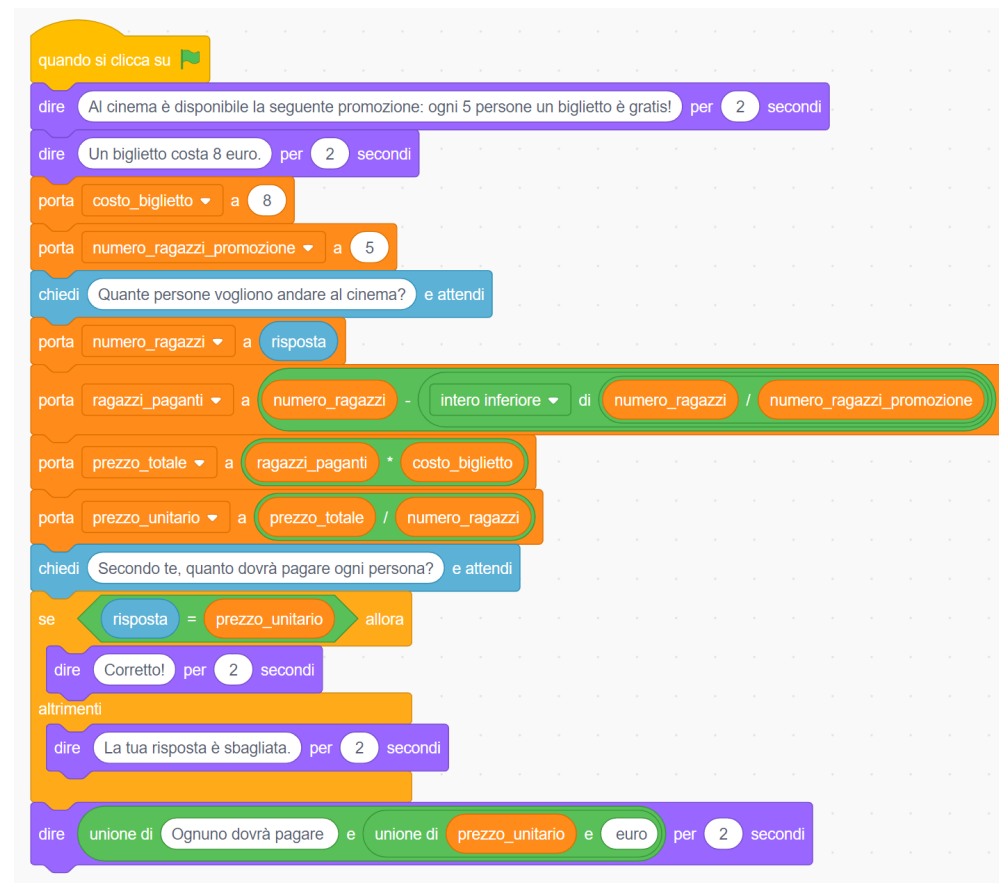 quando si clicca su
dire Al cinema è disponibile la seguente promozione: ogni 5 persone un biglietto è gratis! per 2 secondi
dire Un biglietto costa 8 euro. per 2 secondi
porta costo_biglietto a 8
porta numero_ragazzi_promozione a 5
chiedi Quante persone vogliono andare al cinema? e attendi
porta numero_ragazzi a risposta
porta ragazzi_paganti a numero_ragazzi - intero inferiore di numero_ragazzi / numero_ragazzi_promozione
porta prezzo_totale a ragazzi_paganti * costo_biglietto
porta prezzo_unitario a prezzo_totale / numero_ragazzi
chiedi Secondo te, quanto dovrà pagare ogni persona? e attendi
se risposta = prezzo_unitario allora
dire Corretto! per 2 secondi
altrimenti
dire La tua risposta è sbagliata. per 2 secondi
dire unione di Ognuno dovrà pagare e unione di prezzo_unitario e euro per 2 secondi